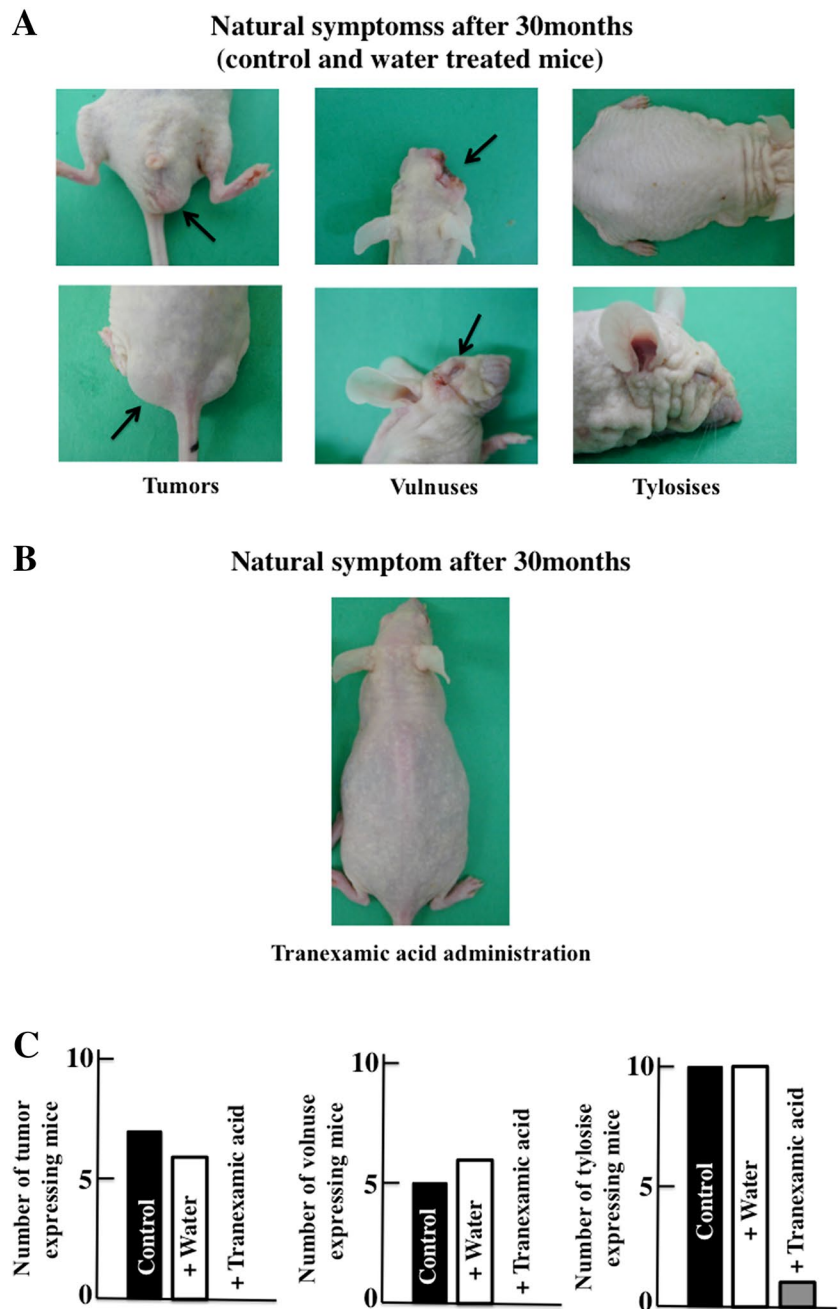 A
Natural symptomss after 30months
(control and water treated mice)
Tumors
Vulnuses
Tylosises
B
Natural symptom after 30months
Tranexamic acid administration
C
Number of tumor
expressing mice
10
5
0
Control
+ Water
+ Tranexamic acid
Number of volnuse
expressing mice
10
5
0
Control
+ Water
+ Tranexamic acid
Number of tylosise
expressing mice
10
5
0
Control
+ Water
+ Tranexamic acid